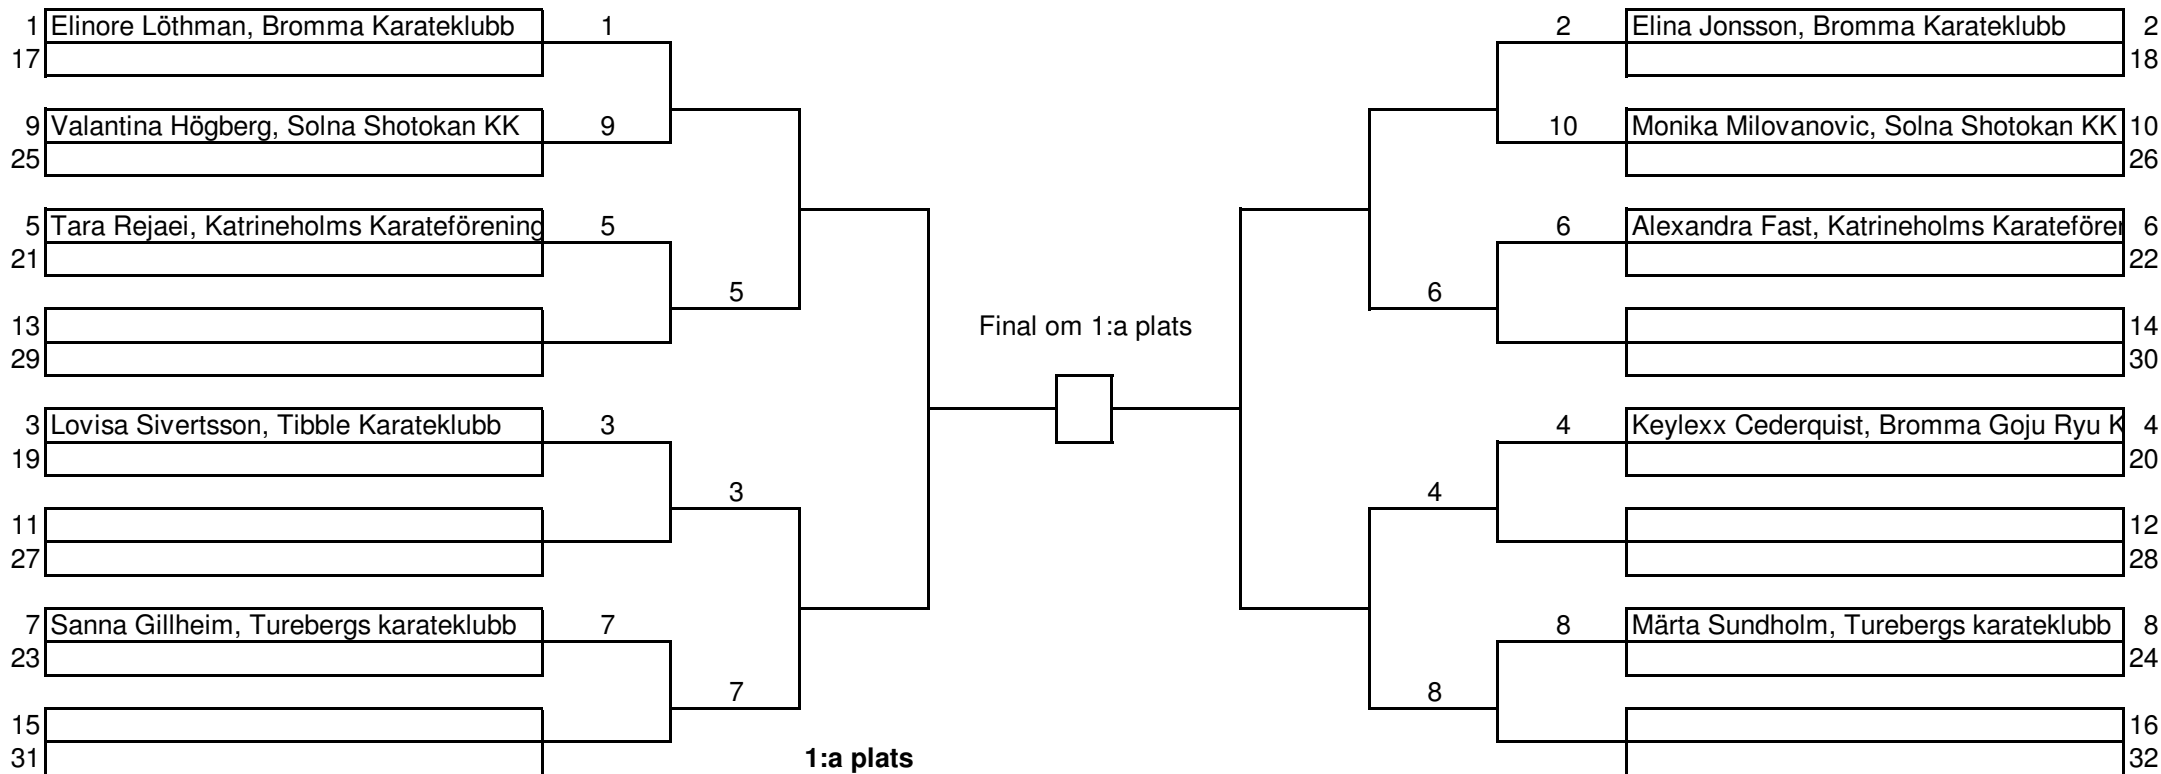 1 Elinore Löthman, Bromma Karateklubb 1 2 Elina Jonsson, Bromma Karateklubb 2
17 18
9 Valantina Högberg, Solna Shotokan KK 9 10 Monika Milovanovic, Solna Shotokan KK 10
25 26
5 Tara Rejaei, Katrineholms Karateförening 5 6 Alexandra Fast, Katrineholms Karateförer 6
21 22
5 6
13 Final om 1:a plats 14
29 30
3 Lovisa Sivertsson, Tibble Karateklubb 3 4 Keylexx Cederquist, Bromma Goju Ryu K 4
19 20
3 4
11 12
27 28
7 Sanna Gillheim, Turebergs karateklubb 7 8 Märta Sundholm, Turebergs karateklubb 8
23 24
7 8
15 16
31 1:a plats 32